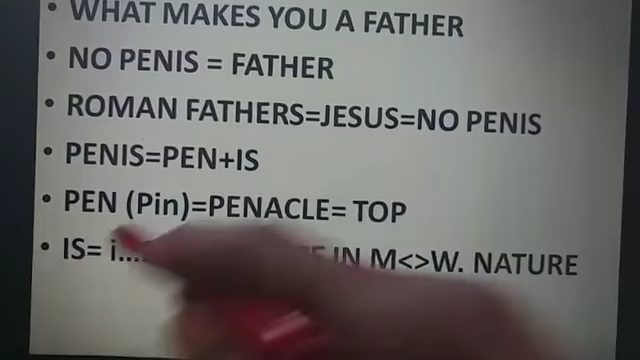 • WHAT MAKES YOU A FATHER
• NO PENIS = FATHER
• ROMAN FATHERS=JESUS=NO PENIS
• PENIS=PEN+IS
• PEN (Pin)=PENACLE= TOP
• IS= i.... IN M<>W. NATURE